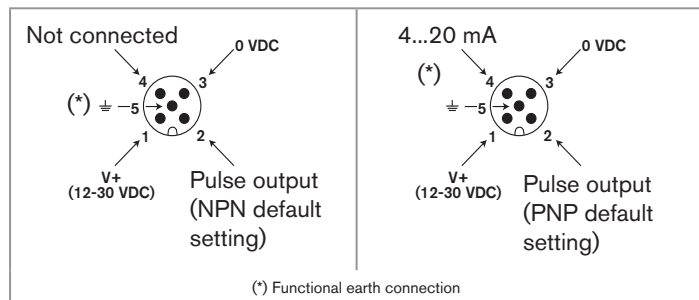 Not connected
0 VDC
4
3
(*)
5
1
2
V+
(12-30 VDC)
Pulse output
(NPN default
setting)
4...20 mA
0 VDC
(*)
4
3
5
1
2
V+
(12-30 VDC)
Pulse output
(PNP default
setting)
(*) Functional earth connection